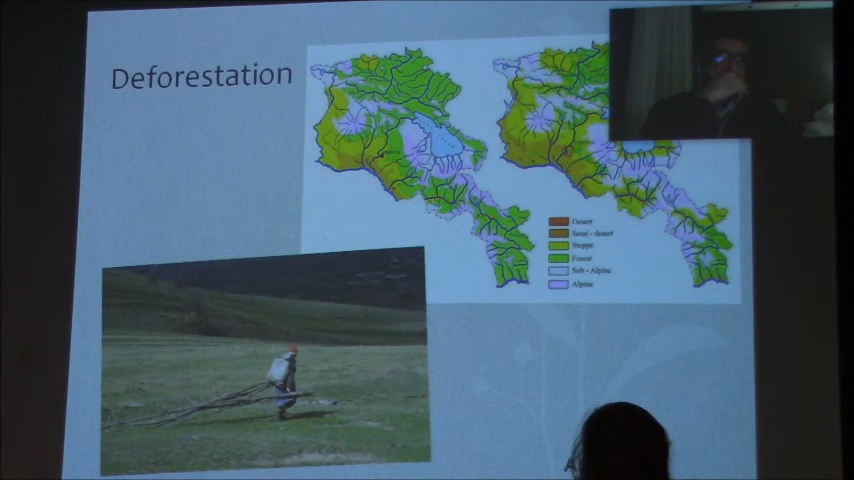 Deforestation
Desert
Semi - desert
Steppe
Forest
Sub - Alpine
Alpine